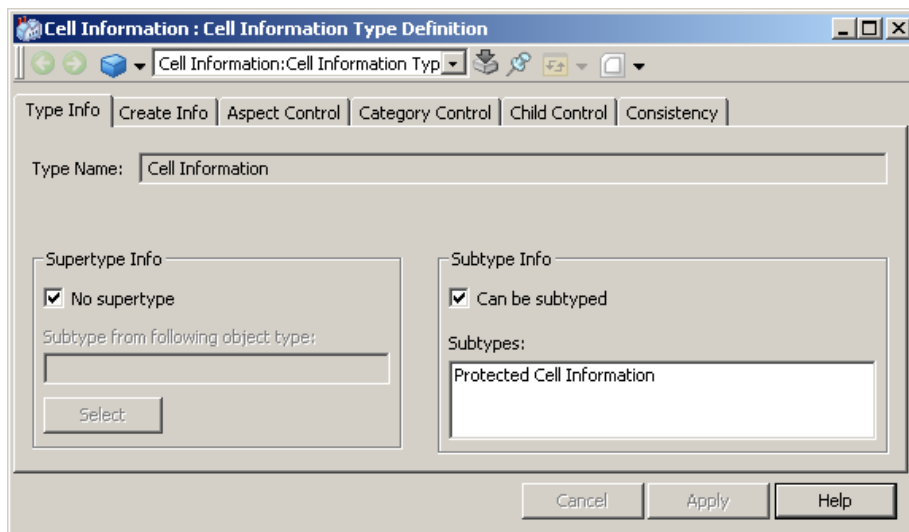 Cell Information : Cell Information Type Definition
Cell Information:Cell Information Typ
Type Info Create Info Aspect Control Category Control Child Control Consistency
Type Name: Cell Information
Supertype Info
No supertype
Subtype from following object type:
Select
Subtype Info
Can be subtyped
Subtypes:
Protected Cell Information
Cancel Apply Help